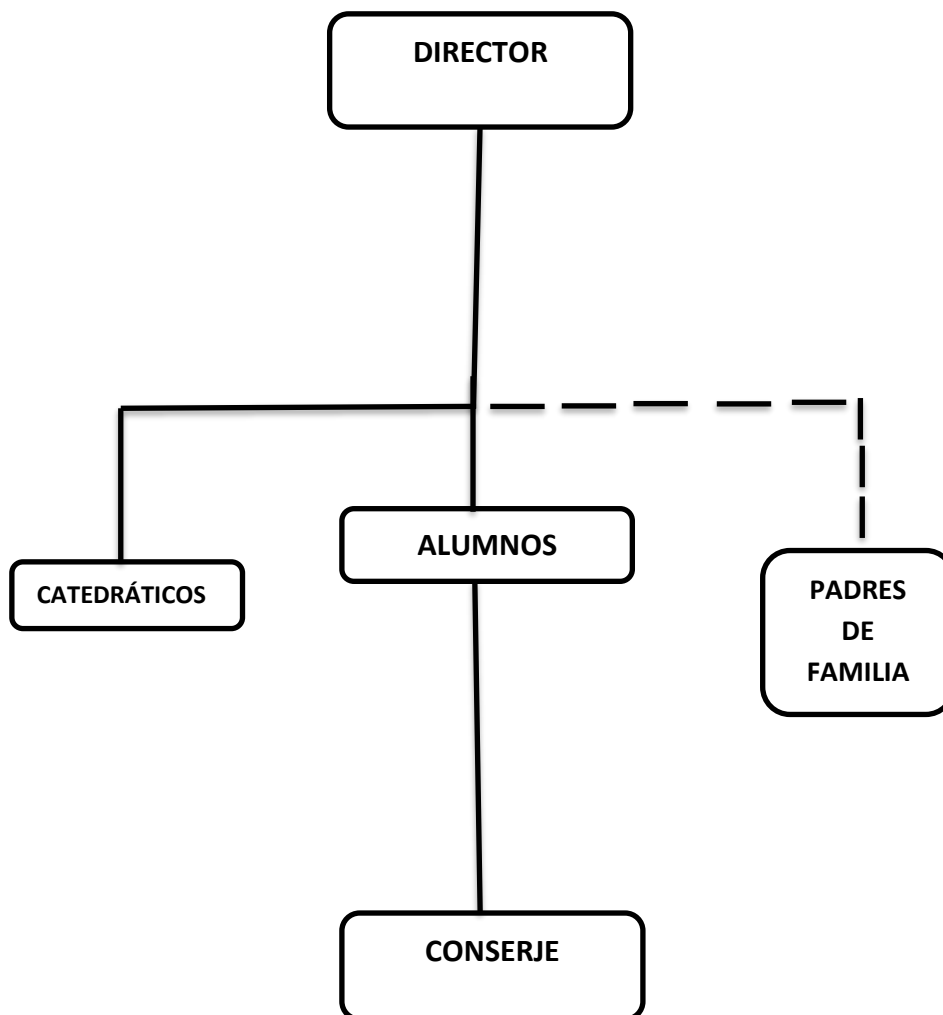 DIRECTOR
ALUMNOS
CATEDRÁTICOS
PADRES
DE
FAMILIA
CONSERJE